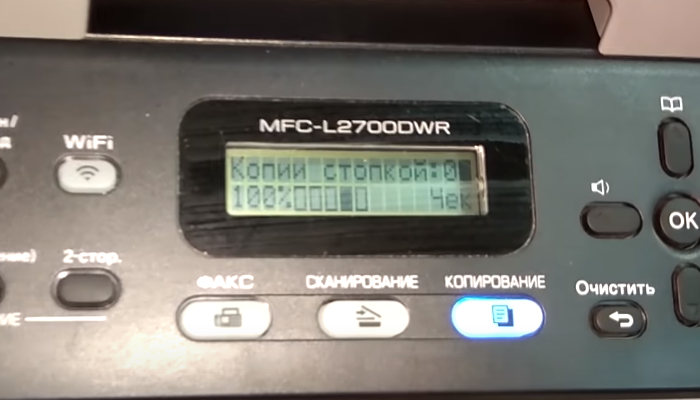 MFC-L2700DWR
WiFi
Копии стопкой:0
100% Чек
OK
2-стор.
ФАКС
СКАНИРОВАНИЕ
КОПИРОВАНИЕ
Очистить